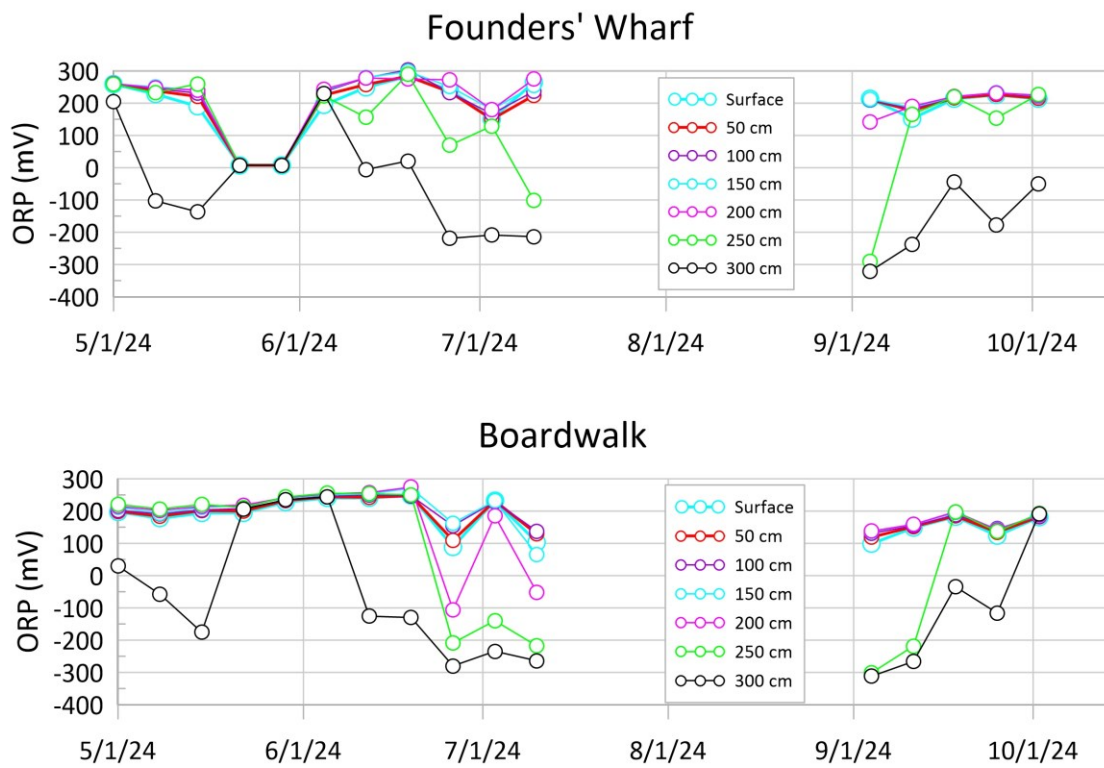 Founders' Wharf
300
200
100
0
-100
-200
-300
-400
ORP (mV)
Surface
50 cm
100 cm
150 cm
200 cm
250 cm
300 cm
5/1/24 6/1/24 7/1/24 8/1/24 9/1/24 10/1/24
Boardwalk
300
200
100
0
-100
-200
-300
-400
ORP (mV)
Surface
50 cm
100 cm
150 cm
200 cm
250 cm
300 cm
5/1/24 6/1/24 7/1/24 8/1/24 9/1/24 10/1/24